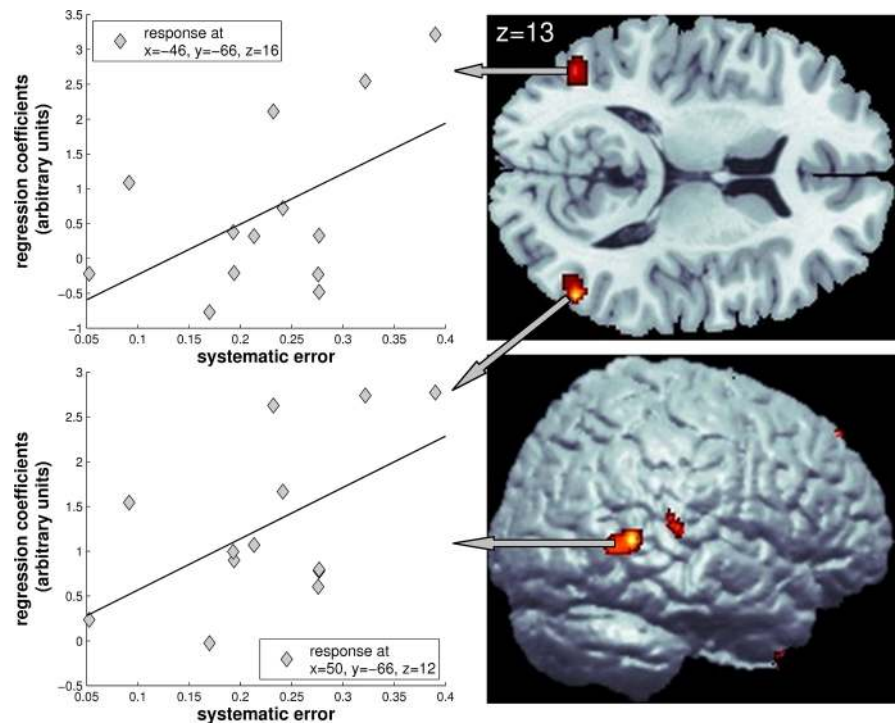 3.5
3
2.5
2
1.5
1
0.5
0
−0.5
−1
regression coefficients
(arbitrary units)
response at
x=−46, y=−66, z=16
0.05 0.1 0.15 0.2 0.25 0.3 0.35 0.4
systematic error
z=13
3
2.5
2
1.5
1
0.5
0
−0.5
regression coefficients
(arbitrary units)
response at
x=50, y=−66, z=12
0.05 0.1 0.15 0.2 0.25 0.3 0.35 0.4
systematic error